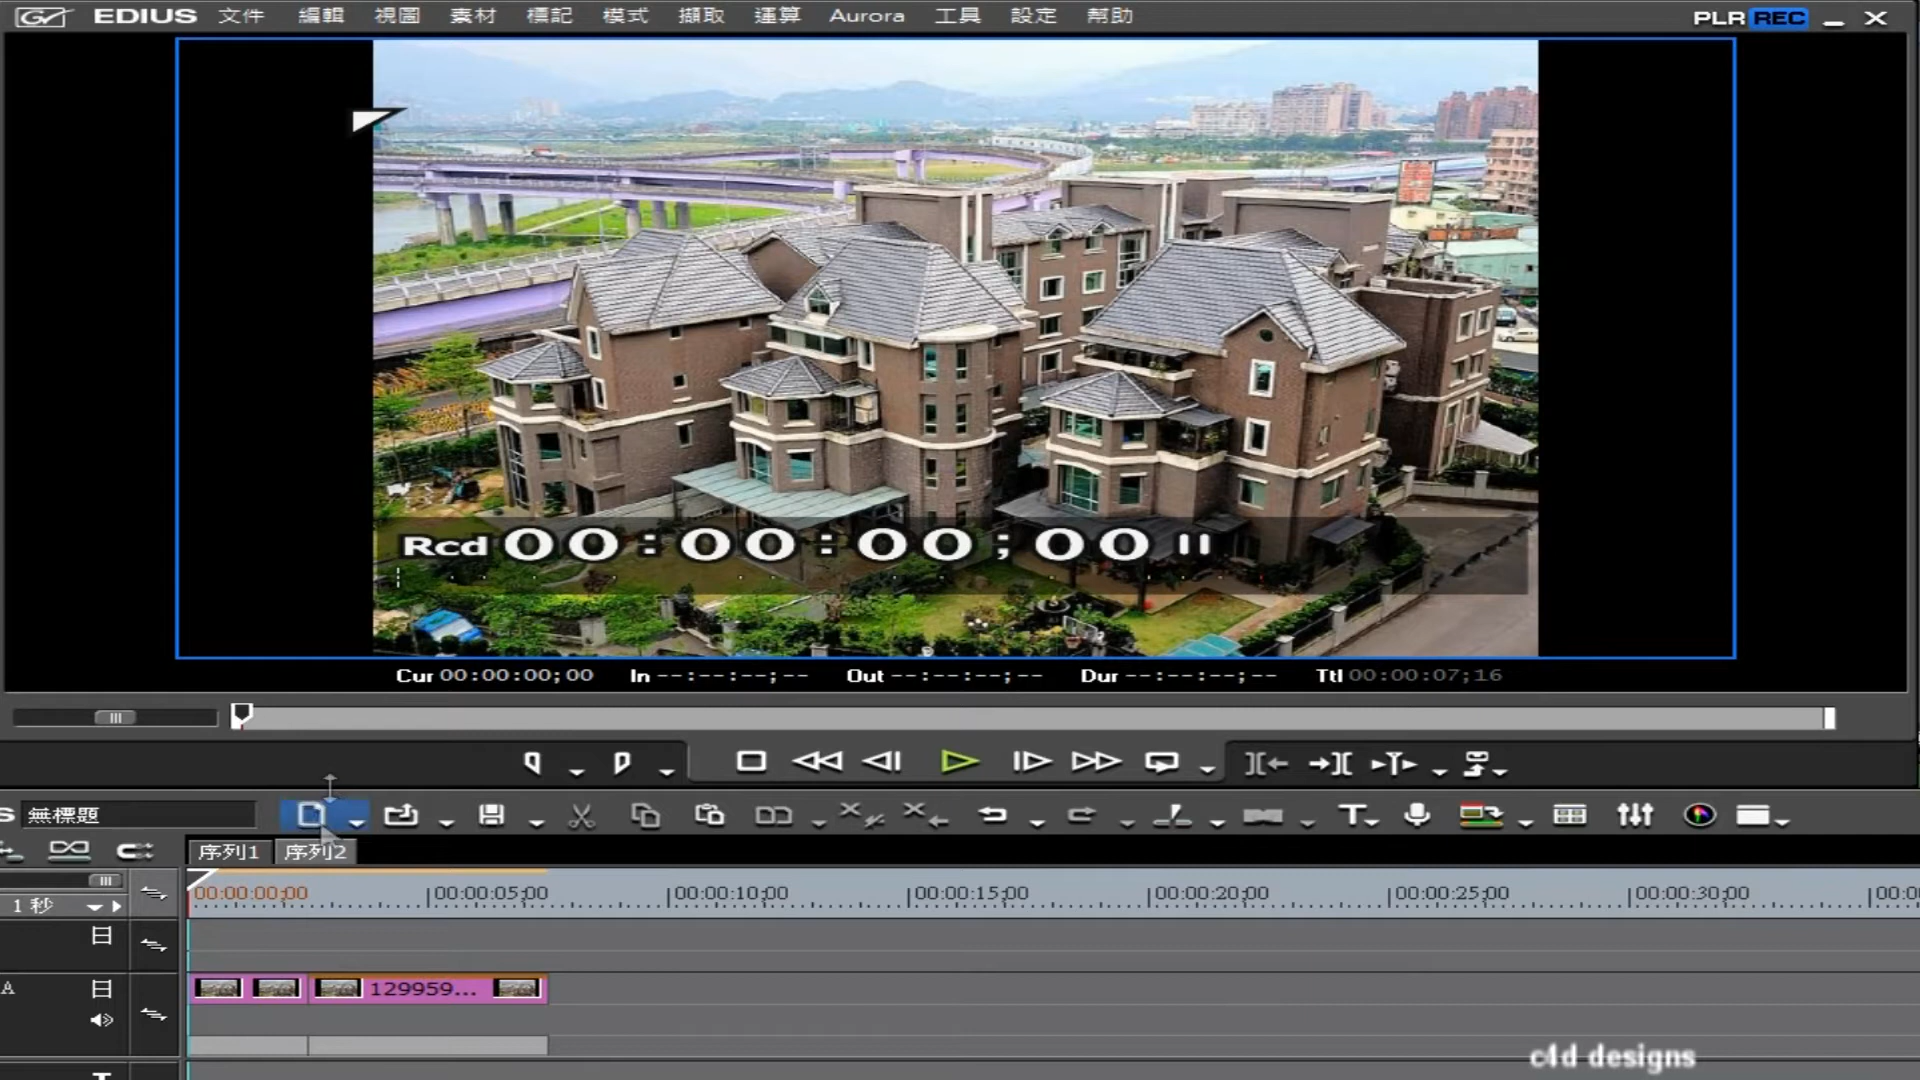 EDIUS 文件 編輯 視圖 素材 標記 模式 擷取 運算 Aurora 工具 設定 幫助 PLR REC
Rcd 00:00:00;00
Cur 00:00:00;00 In --:--:--;-- Out --:--:--;-- Dur --:--:--;-- Ttl 00:00:07;16
S 無標題
序列1 序列2
00:00:00;00 00:00:05;00 00:00:10;00 00:00:15;00 00:00:20;00 00:00:25;00 00:00:30;00 00:0
1 秒
A 129959...
T
c4d designs